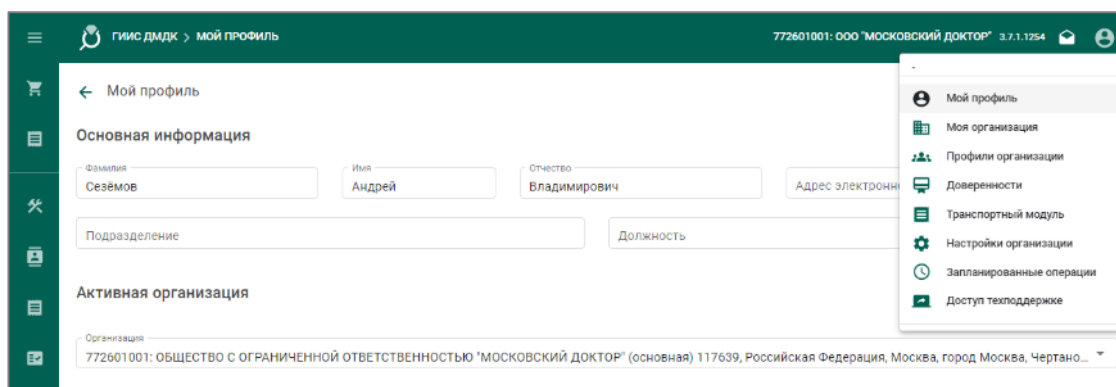 ГИИС ДМДК > МОЙ ПРОФИЛЬ
772601001: ООО "МОСКОВСКИЙ ДОКТОР" 3.7.1.1254
-
Мой профиль
Моя организация
Профили организации
Доверенности
Транспортный модуль
Настройки организации
Запланированные операции
Доступ техподдержке
Мой профиль
Основная информация
Фамилия
Сезёмов
Имя
Андрей
Отчество
Владимирович
Адрес электронн
Подразделение
Должность
Активная организация
Организация
772601001: ОБЩЕСТВО С ОГРАНИЧЕННОЙ ОТВЕТСТВЕННОСТЬЮ "МОСКОВСКИЙ ДОКТОР" (основная) 117639, Российская Федерация, Москва, город Москва, Чертано...